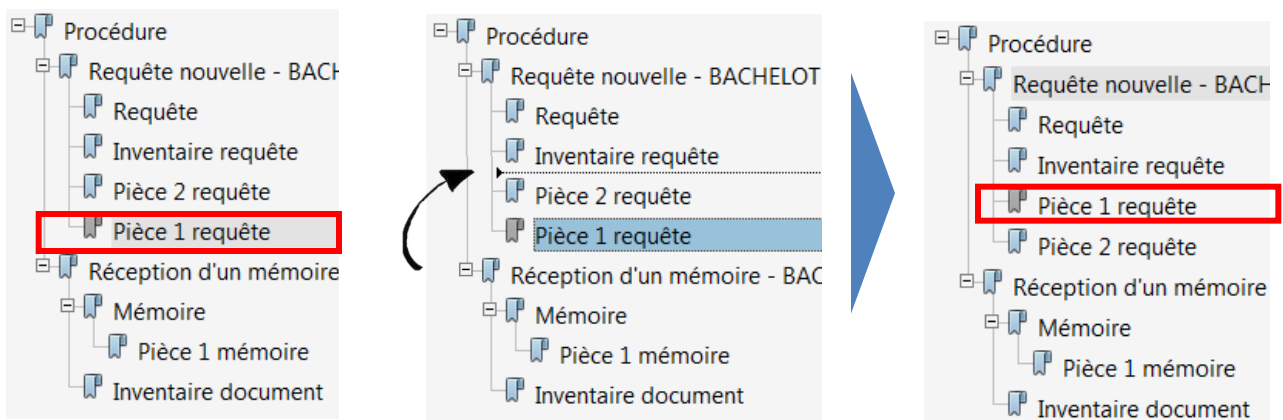 Procédure
Requête nouvelle - BACH
Requête
Inventaire requête
Pièce 2 requête
Pièce 1 requête
Réception d'un mémoire
Mémoire
Pièce 1 mémoire
Inventaire document
Procédure
Requête nouvelle - BACHELOT
Requête
Inventaire requête
Pièce 2 requête
Pièce 1 requête
Réception d'un mémoire - BAC
Mémoire
Pièce 1 mémoire
Inventaire document
Procédure
Requête nouvelle - BACH
Requête
Inventaire requête
Pièce 1 requête
Pièce 2 requête
Réception d'un mémoire
Mémoire
Pièce 1 mémoire
Inventaire document